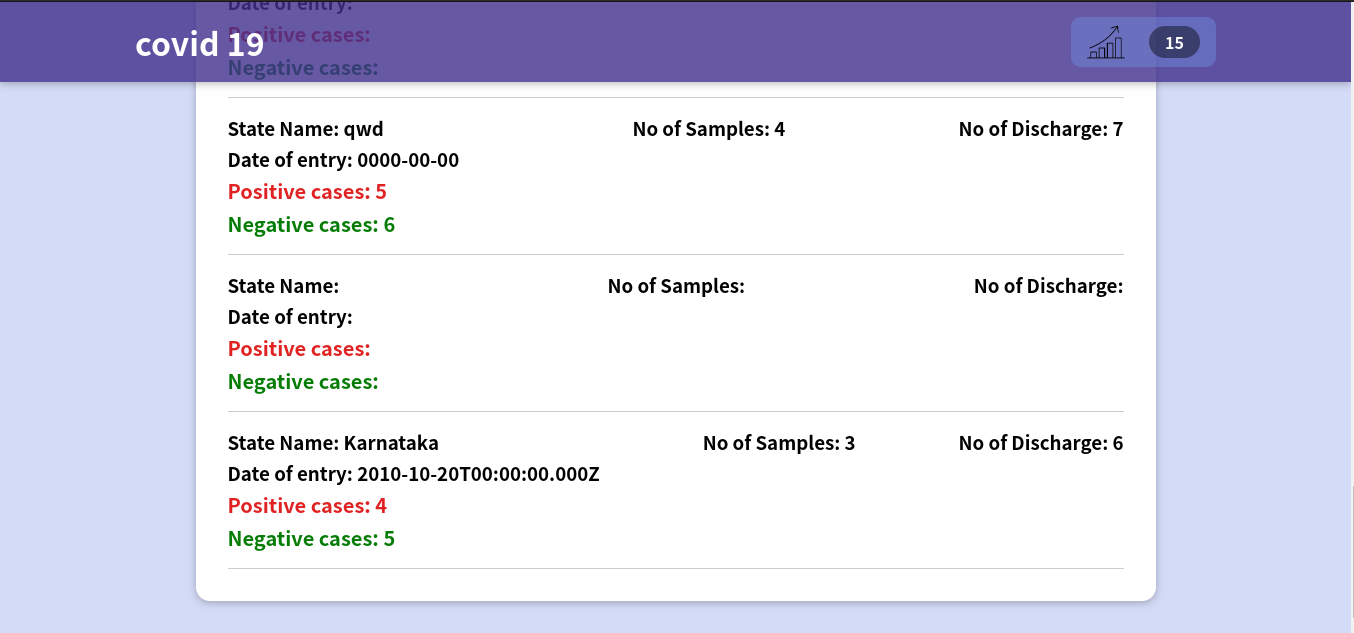 Date of entry:
Positive cases:
covid 19
15
Negative cases:
State Name: qwd No of Samples: 4 No of Discharge: 7
Date of entry: 0000-00-00
Positive cases: 5
Negative cases: 6
State Name: No of Samples: No of Discharge:
Date of entry:
Positive cases:
Negative cases:
State Name: Karnataka No of Samples: 3 No of Discharge: 6
Date of entry: 2010-10-20T00:00:00.000Z
Positive cases: 4
Negative cases: 5